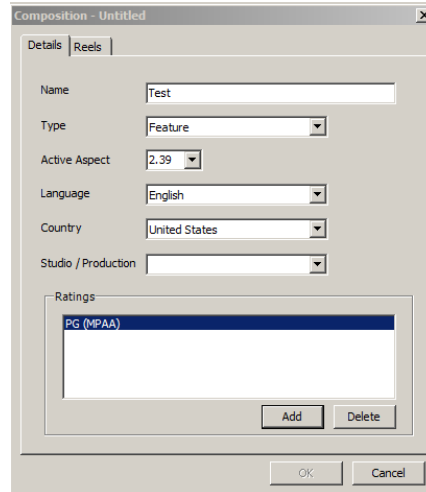 Composition - Untitled
Details Reels
Name Test
Type Feature
Active Aspect 2.39
Language English
Country United States
Studio / Production
Ratings
PG (MPAA)
Add Delete
OK Cancel